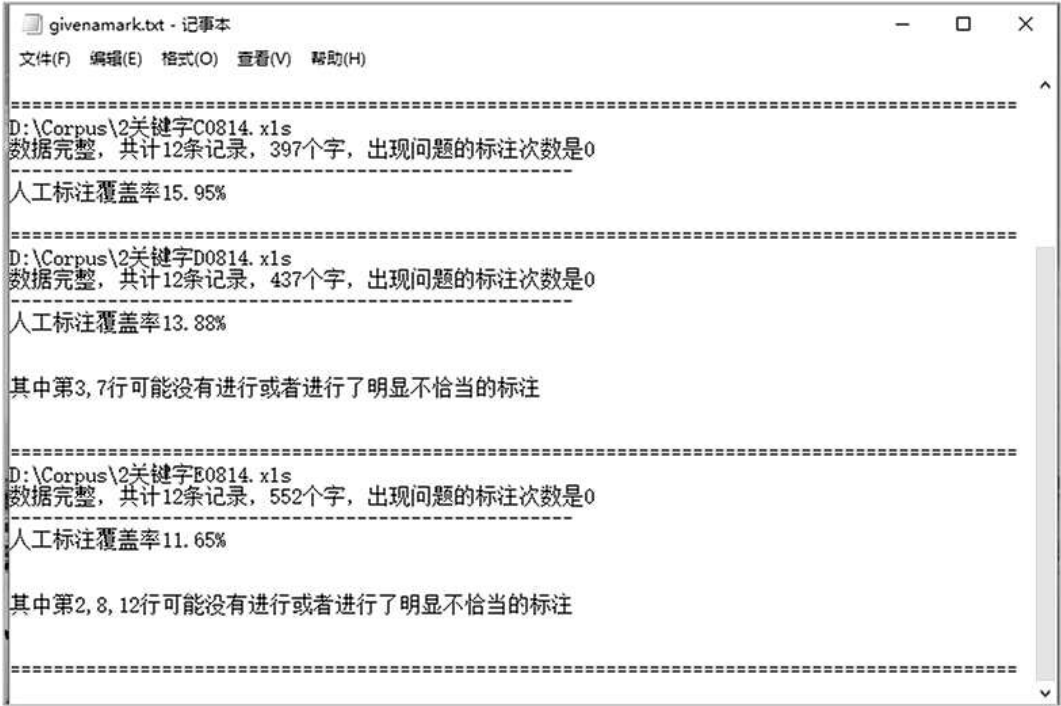 givenamark.txt - 记事本
文件(F) 编辑(E) 格式(O) 查看(V) 帮助(H)
===============================================================================================
D:\Corpus\2关键字C0814.xls
数据完整，共计12条记录，397个字，出现问题的标注次数是0
-----------------------------------------------------
人工标注覆盖率15.95%
===============================================================================================
D:\Corpus\2关键字D0814.xls
数据完整，共计12条记录，437个字，出现问题的标注次数是0
-----------------------------------------------------
人工标注覆盖率13.88%
其中第3,7行可能没有进行或者进行了明显不恰当的标注
===============================================================================================
D:\Corpus\2关键字E0814.xls
数据完整，共计12条记录，552个字，出现问题的标注次数是0
-----------------------------------------------------
人工标注覆盖率11.65%
其中第2,8,12行可能没有进行或者进行了明显不恰当的标注
===============================================================================================